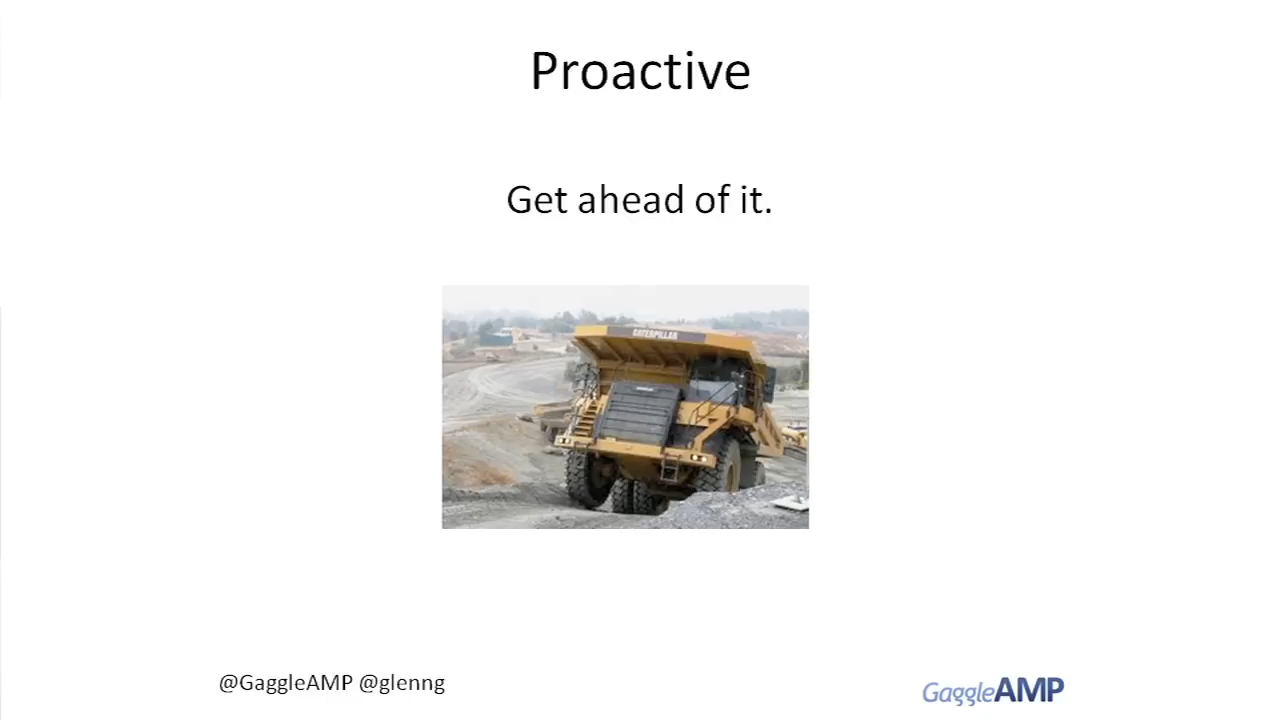 Proactive
Get ahead of it.
CATERPILLAR
@GaggleAMP @glenng
GaggleAMP